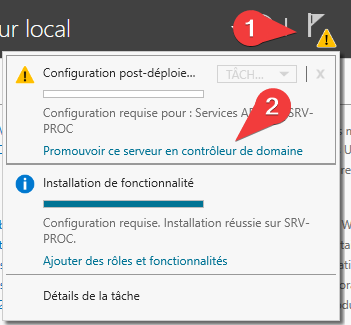 ur local
1
Configuration post-déploie...
TÂCH...
X
Configuration requise pour : Services A
SRV-
PROC
2
Promouvoir ce serveur en contrôleur de domaine
Installation de fonctionnalité
Configuration requise. Installation réussie sur SRV-
PROC.
Ajouter des rôles et fonctionnalités
Détails de la tâche